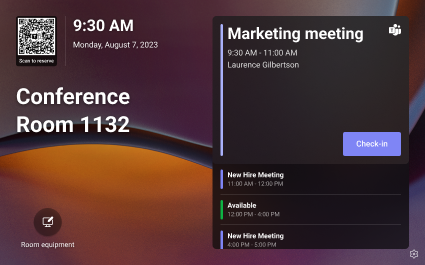 Scan to reserve
9:30 AM
Monday, August 7, 2023
Conference
Room 1132
Room equipment
Marketing meeting
9:30 AM - 11:00 AM
Laurence Gilbertson
Check-in
New Hire Meeting
11:00 AM - 12:00 PM
Available
12:00 PM - 4:00 PM
New Hire Meeting
4:00 PM - 5:00 PM